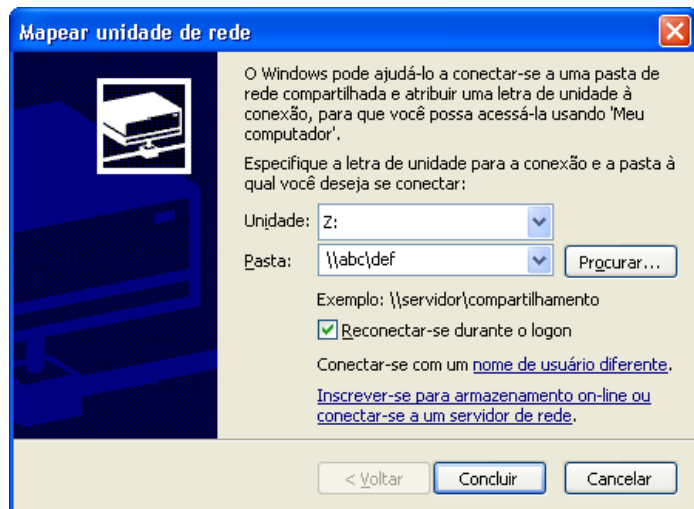 Mapear unidade de rede
O Windows pode ajudá-lo a conectar-se a uma pasta de
rede compartilhada e atribuir uma letra de unidade à
conexão, para que você possa acessá-la usando 'Meu
computador'.
Especifique a letra de unidade para a conexão e a pasta à
qual você deseja se conectar:
Unidade: Z:
Pasta: \\abc\def Procurar...
Exemplo: \\servidor\compartilhamento
Reconectar-se durante o logon
Conectar-se com um nome de usuário diferente.
Inscrever-se para armazenamento on-line ou
conectar-se a um servidor de rede.
< Voltar Concluir Cancelar